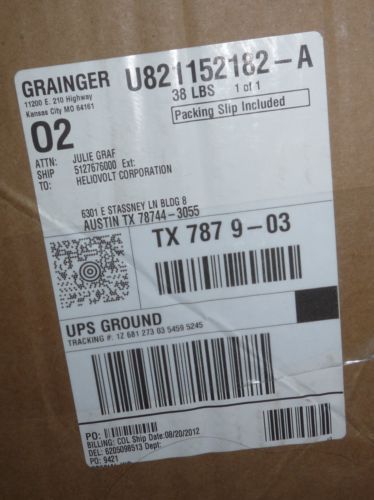 GRAINGER U821152182-A
11200 E. 210 Highway
Kansas City MO 64161
38 LBS 1 of 1
Packing Slip Included
02
ATTN: JULIE GRAF
SHIP 5127676000 Ext:
TO: HELIOVOLT CORPORATION
6301 E STASSNEY LN BLDG 8
AUSTIN TX 78744-3055
TX 787 9-03
UPS GROUND
TRACKING #: 1Z 681 273 03 5459 5245
PO:
BILLING: COL Ship Date:08/20/2012
DEL: 6205098513 Dept:
PO: 9421